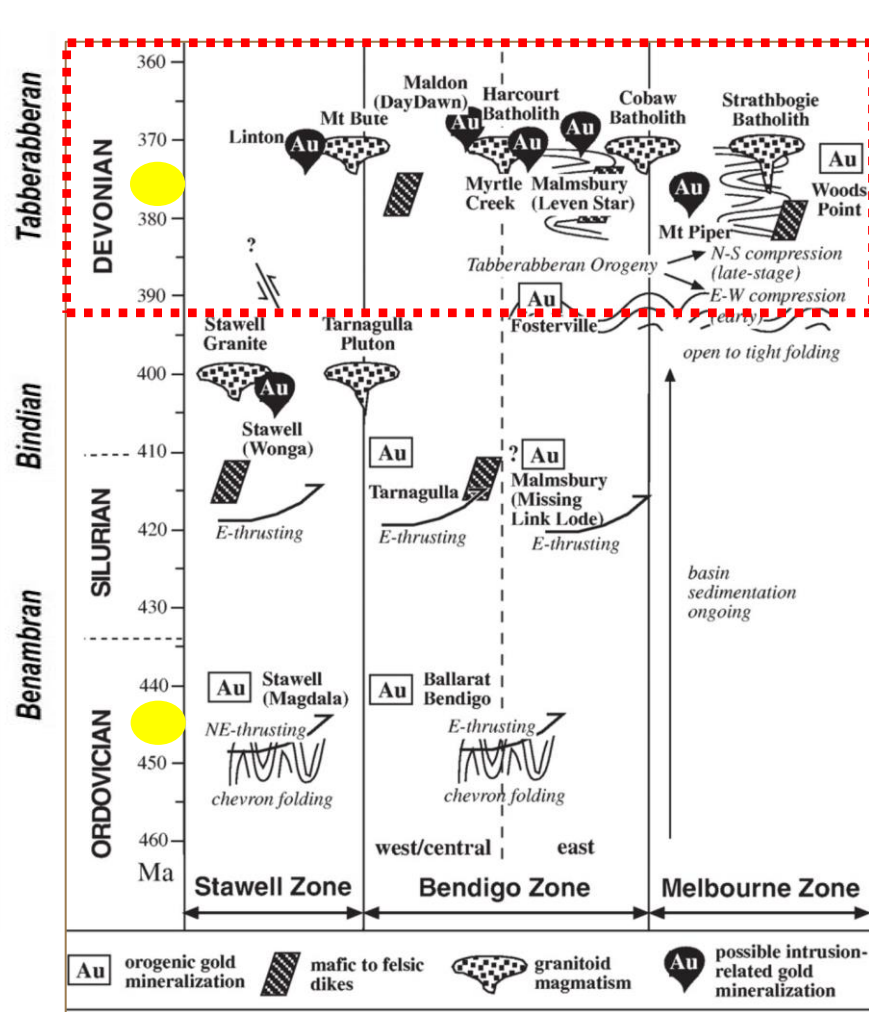 Tabberabberan
Bindian
Benambran
DEVONIAN
SILURIAN
ORDOVICIAN
360
370
380
390
400
410
420
430
440
450
460
Ma
Linton
Au
Mt Bute
Maldon
(DayDawn)
Au
Harcourt
Batholith
Au
Au
Myrtle
Creek
Malmsbury
(Leven Star)
Cobaw
Batholith
Strathbogie
Batholith
Au
Woods
Point
Au
Mt Piper
?
Tabberabberan Orogeny
N-S compression
(late-stage)
E-W compression
(early)
Au
Fosterville
open to tight folding
Stawell
Granite
Au
Stawell
(Wonga)
Tarnagulla
Pluton
Au
Tarnagulla
? Au
Malmsbury
(Missing
Link Lode)
E-thrusting
E-thrusting
E-thrusting
basin
sedimentation
ongoing
Au
Stawell
(Magdala)
NE-thrusting
chevron folding
Au
Ballarat
Bendigo
E-thrusting
chevron folding
west/central
east
Stawell Zone
Bendigo Zone
Melbourne Zone
Au
orogenic gold
mineralization
mafic to felsic
dikes
granitoid
magmatism
Au
possible intrusion-
related gold
mineralization